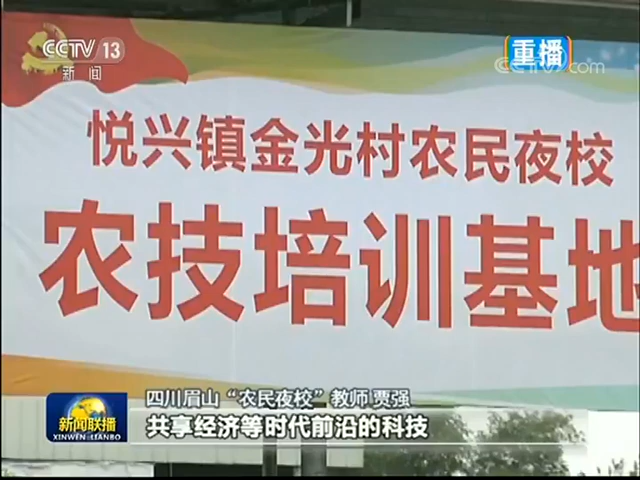 CCTV 13
新闻
重播
CCTV.com
悦兴镇金光村农民夜校
农技培训基地
四川眉山“农民夜校”教师 贾强
共享经济等时代前沿的科技
新闻联播
XINWEN LIANBO